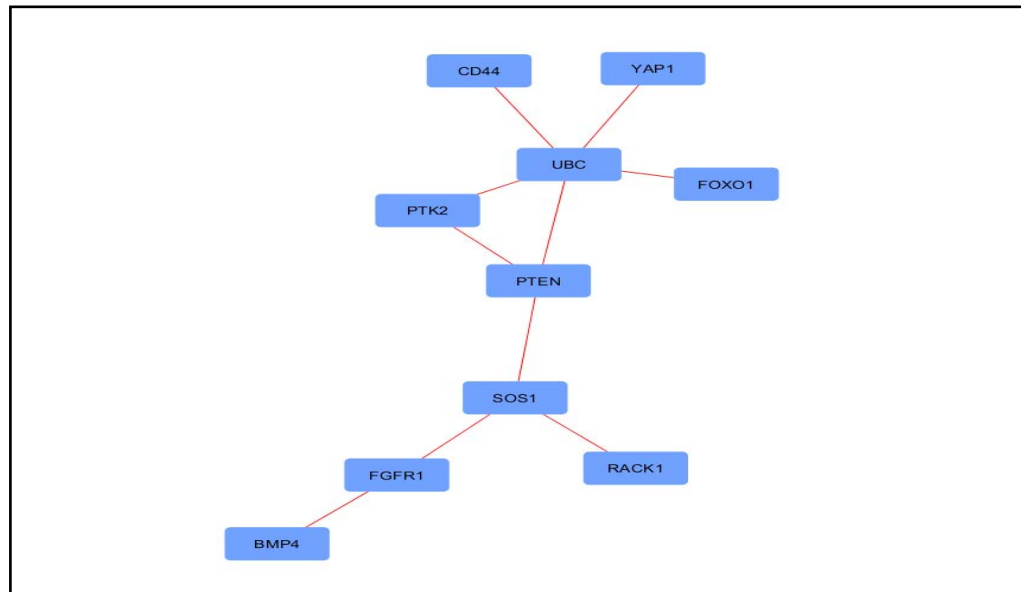 CD44
YAP1
UBC
FOXO1
PTK2
PTEN
SOS1
FGFR1
RACK1
BMP4